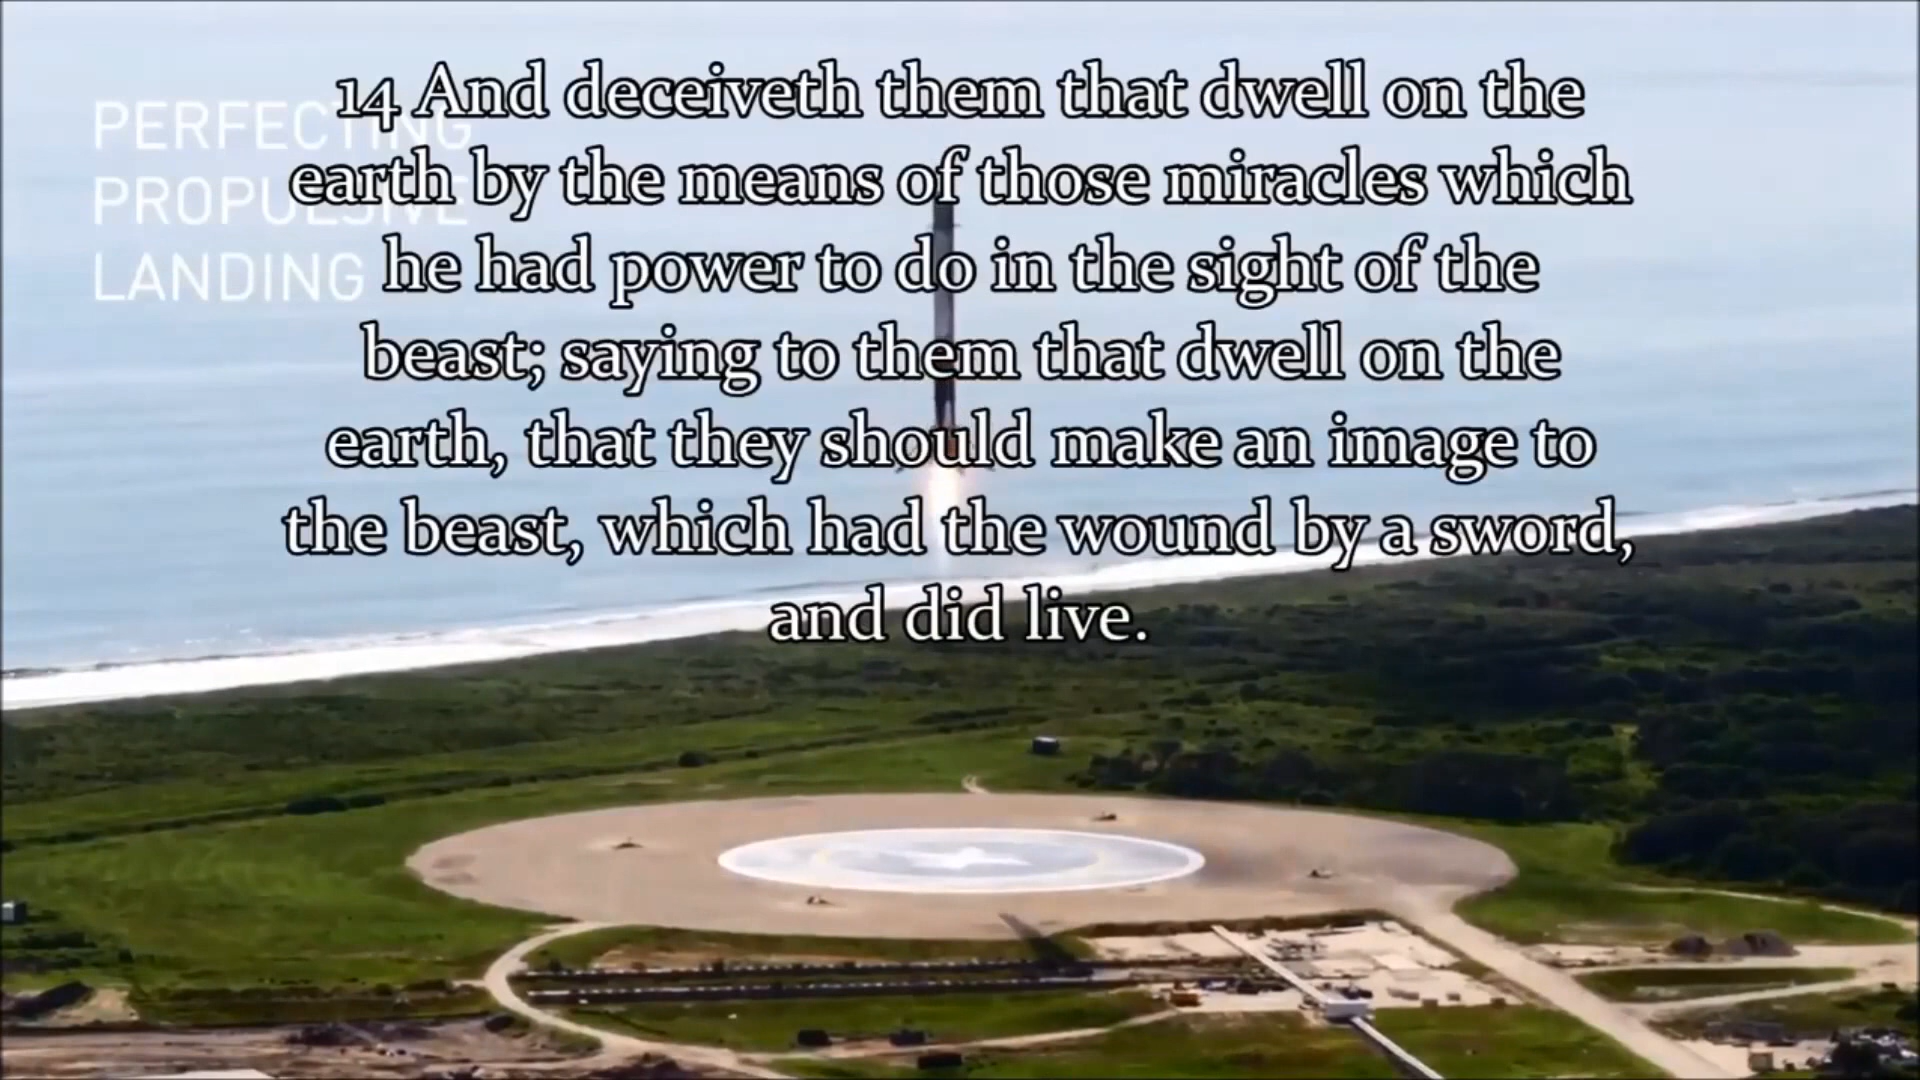 14 And deceiveth them that dwell on the
earth by the means of those miracles which
he had power to do in the sight of the
beast; saying to them that dwell on the
earth, that they should make an image to
the beast, which had the wound by a sword,
and did live.
PERFECTING
PROPULSIVE
LANDING